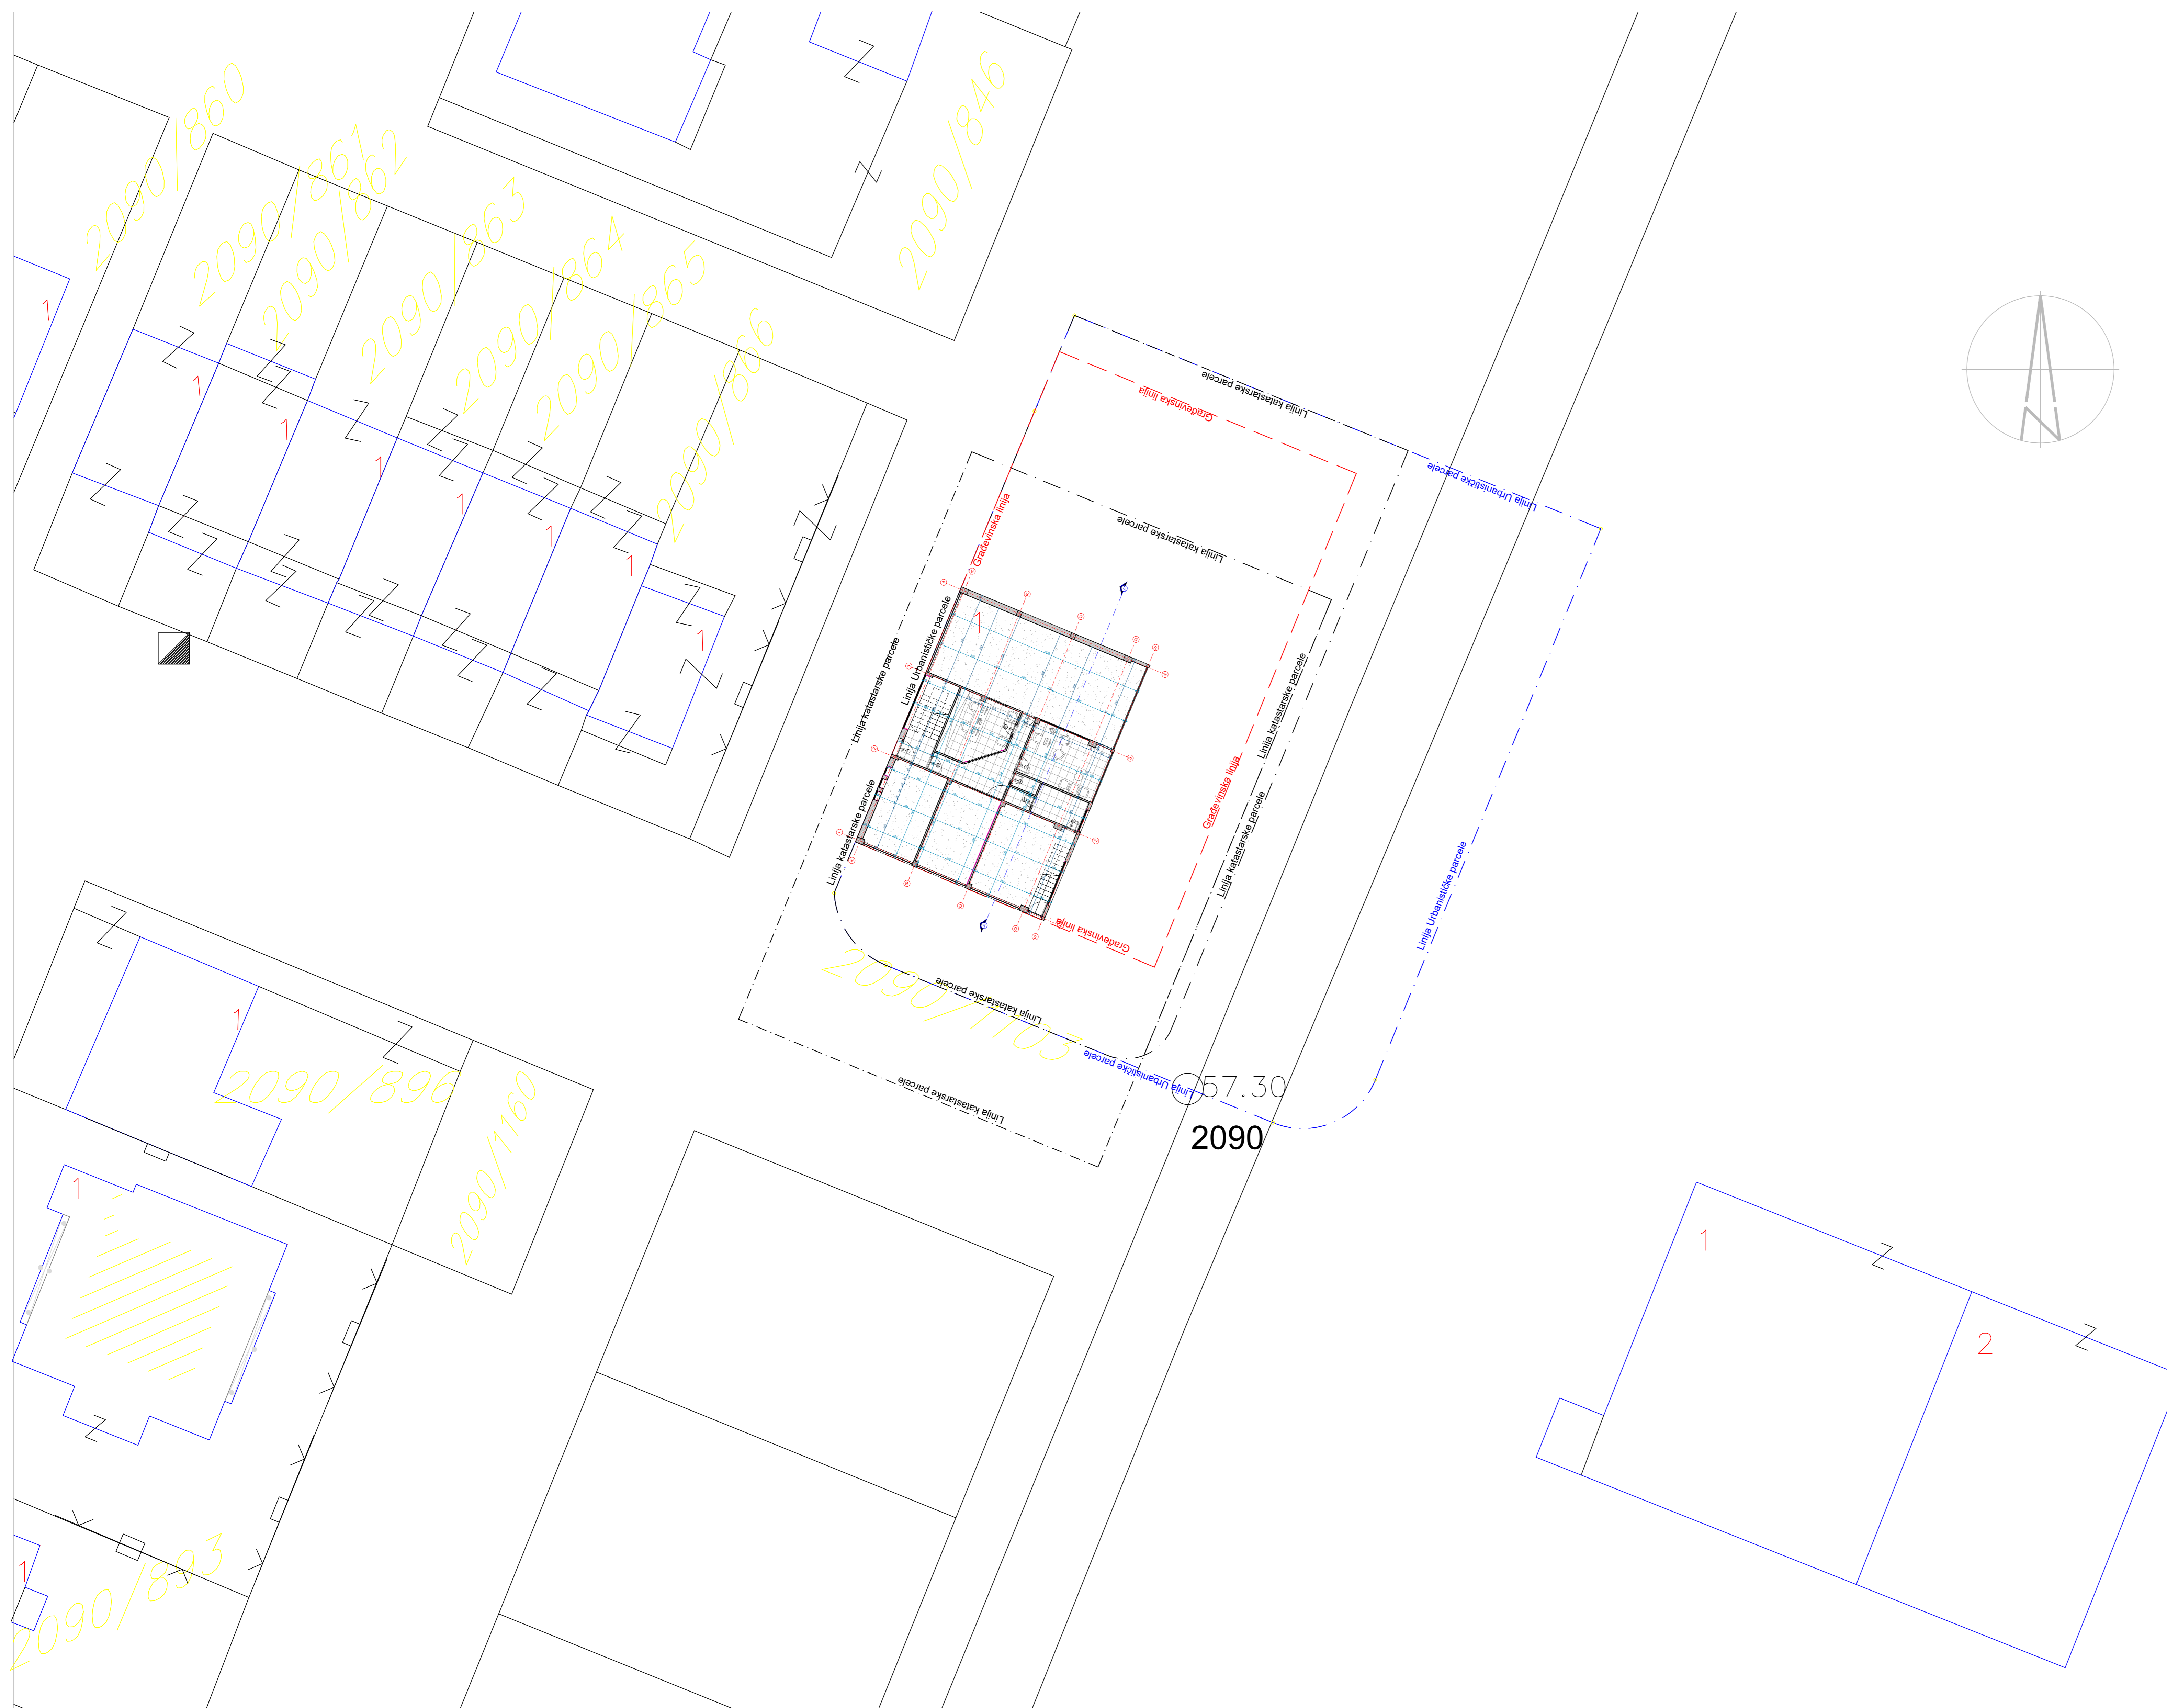 2090/860
2090/861
2090/862
2090/863
2090/864
2090/865
2090/866
2090/846
1
1
1
1
1
1
1
1
Linija katastarske parcele
Građevinska linija
Linija Urbanističke parcele
Građevinska linija
Linija katastarske parcele
N
1
Linija Urbanističke parcele
Linija katastarske parcele
Linija katastarske parcele
Građevinska linija
Linija katastarske parcele
Linija katastarske parcele
Linija Urbanističke parcele
Građevinska linija
Linija katastarske parcele
2090/1103
Linija Urbanističke parcele
Linija katastarske parcele
57.30
2090
1
2090/896
2090/1160
1
1
2
1
2090/893